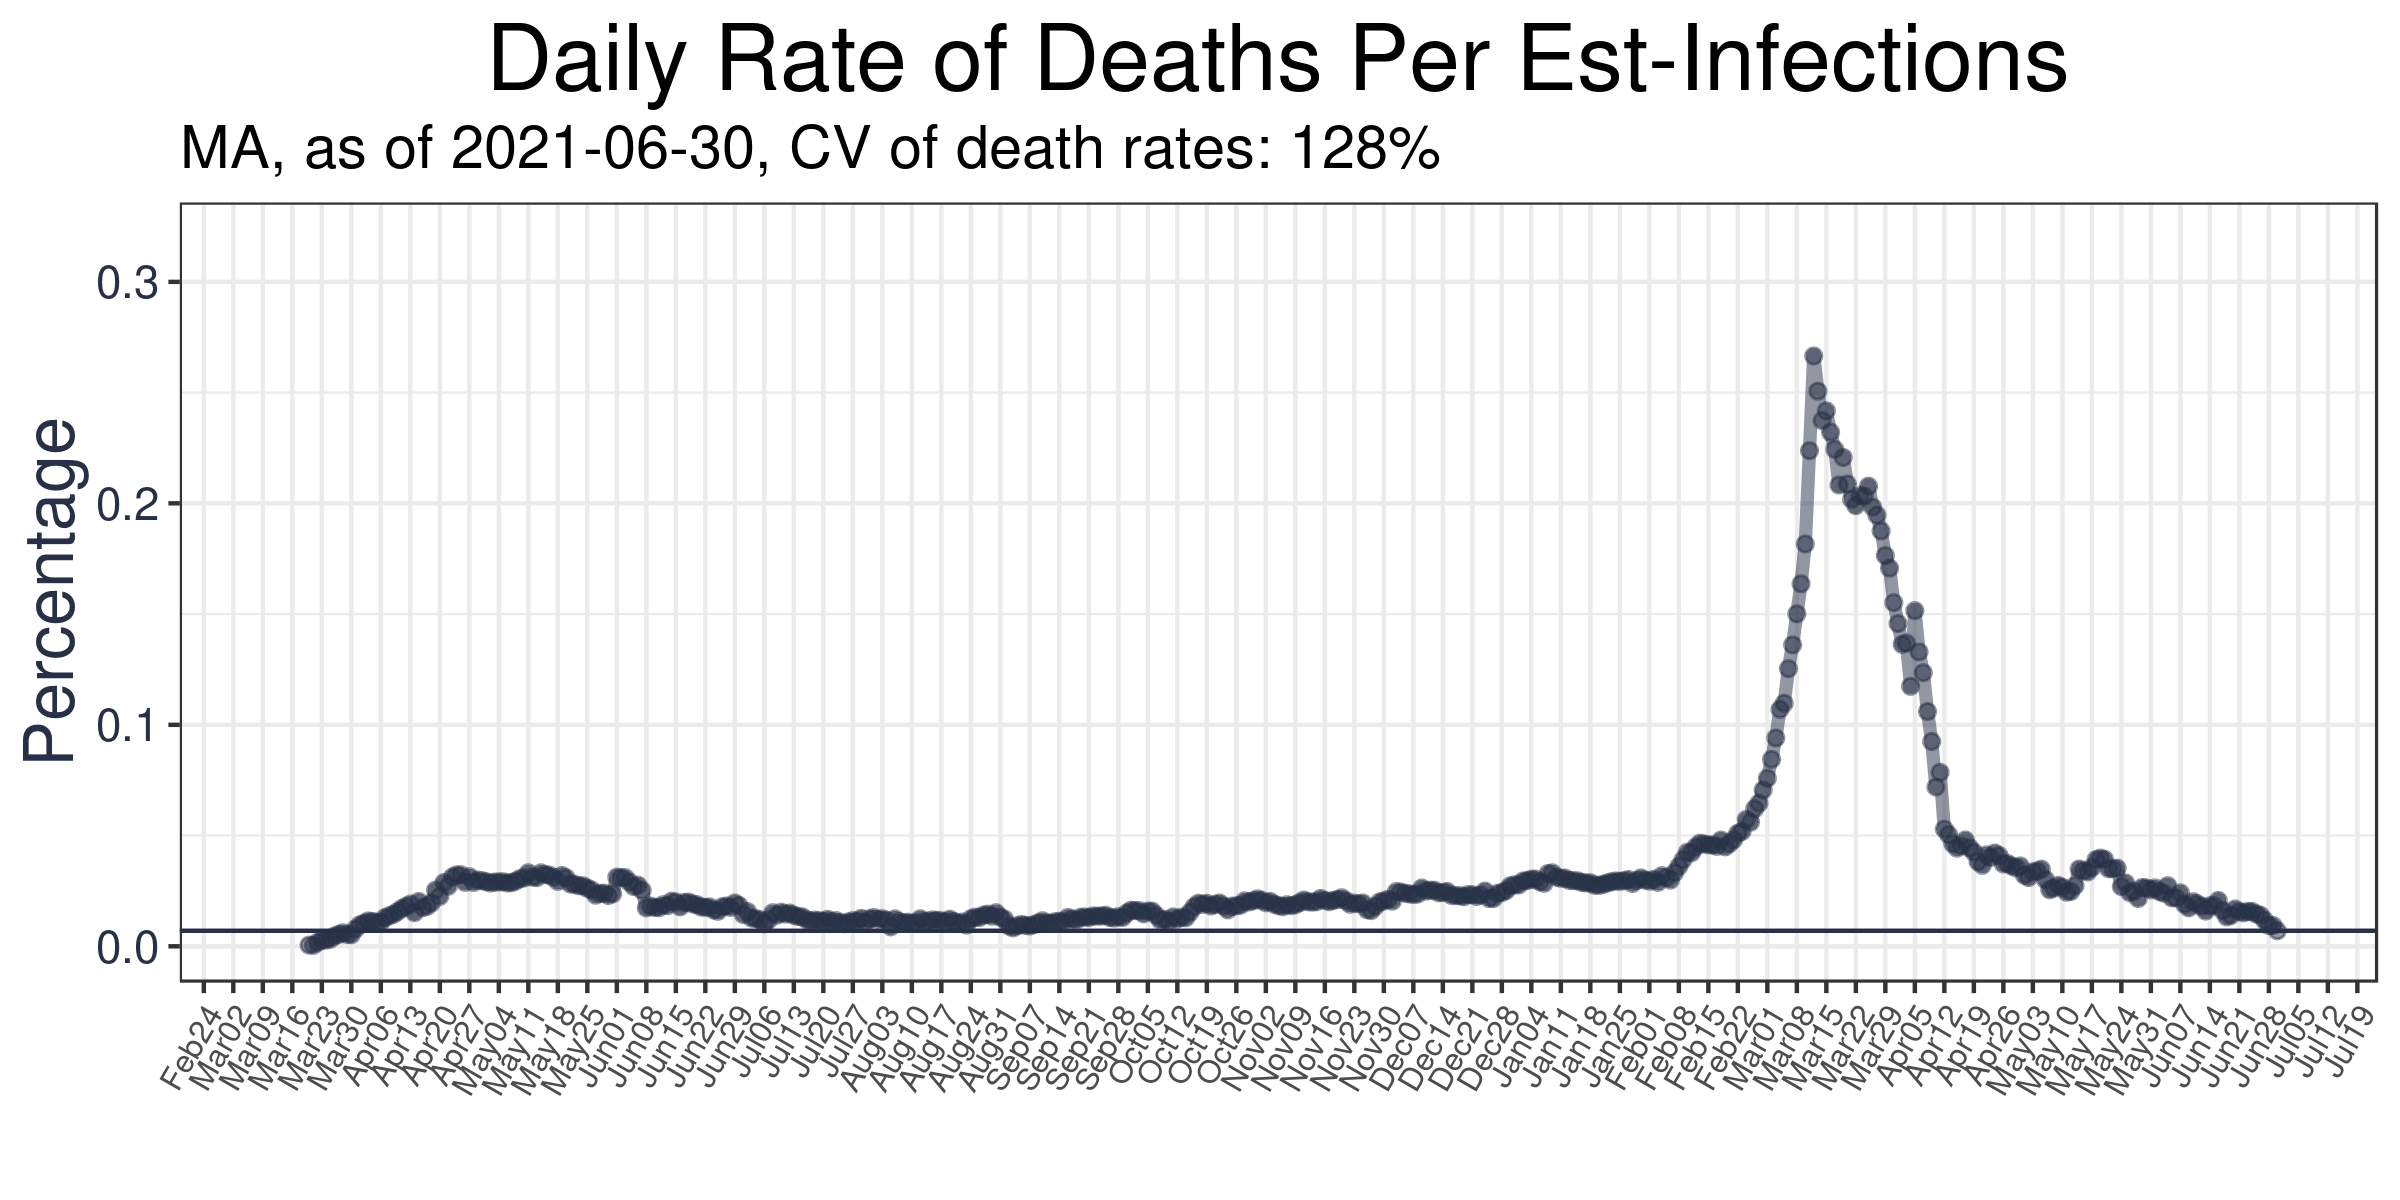 Daily Rate of Deaths Per Est-Infections
MA, as of 2021-06-30, CV of death rates: 128%
Percentage
0.3
0.2
0.1
0.0
Feb24
Mar02
Mar09
Mar16
Mar23
Mar30
Apr06
Apr13
Apr20
Apr27
May04
May11
May18
May25
Jun01
Jun08
Jun15
Jun22
Jun29
Jul06
Jul13
Jul20
Jul27
Aug03
Aug10
Aug17
Aug24
Aug31
Sep07
Sep14
Sep21
Sep28
Oct05
Oct12
Oct19
Oct26
Nov02
Nov09
Nov16
Nov23
Nov30
Dec07
Dec14
Dec21
Dec28
Jan04
Jan11
Jan18
Jan25
Feb01
Feb08
Feb15
Feb22
Mar01
Mar08
Mar15
Mar22
Mar29
Apr05
Apr12
Apr19
Apr26
May03
May10
May17
May24
May31
Jun07
Jun14
Jun21
Jun28
Jul05
Jul12
Jul19